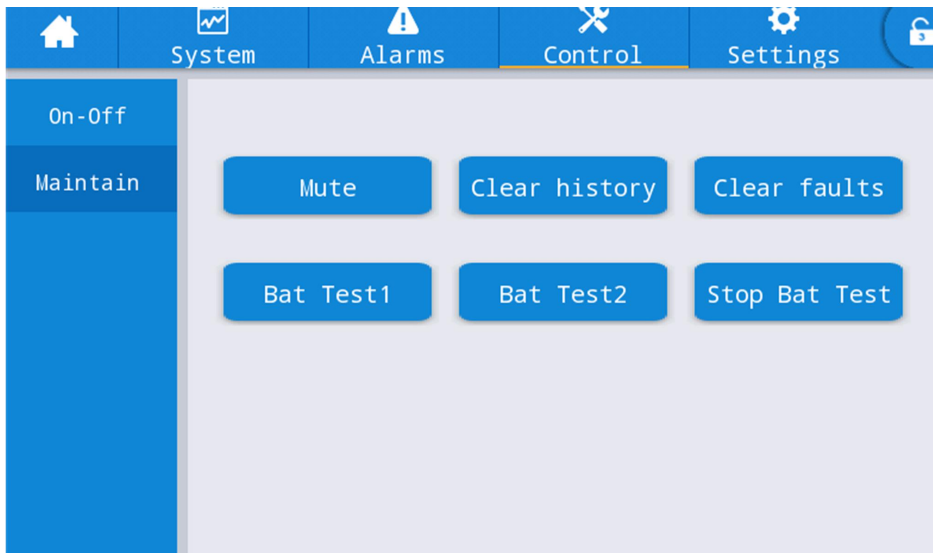 System Alarms Control Settings
3
On-Off
Maintain
Mute Clear history Clear faults
Bat Test1 Bat Test2 Stop Bat Test